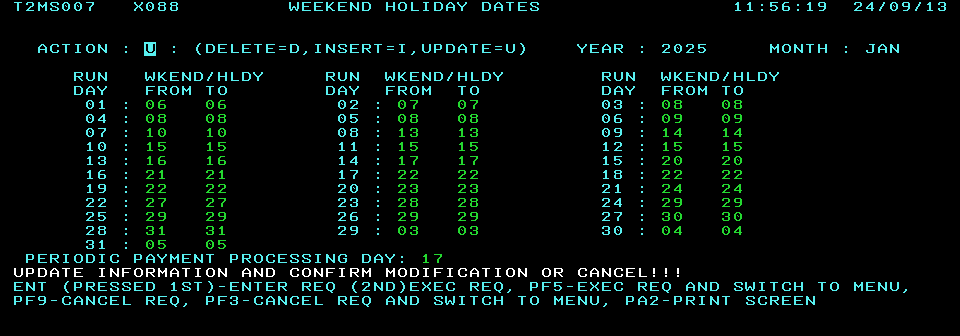 T2MS007 X088 WEEKEND HOLIDAY DATES 11:56:19 24/09/13
ACTION : U : (DELETE=D,INSERT=I,UPDATE=U) YEAR : 2025 MONTH : JAN
RUN WKEND/HLDY RUN WKEND/HLDY RUN WKEND/HLDY
DAY FROM TO DAY FROM TO DAY FROM TO
01 : 06 06 02 : 07 07 03 : 08 08
04 : 08 08 05 : 08 08 06 : 09 09
07 : 10 10 08 : 13 13 09 : 14 14
10 : 15 15 11 : 15 15 12 : 15 15
13 : 16 16 14 : 17 17 15 : 20 20
16 : 21 21 17 : 22 22 18 : 22 22
19 : 22 22 20 : 23 23 21 : 24 24
22 : 27 27 23 : 28 28 24 : 29 29
25 : 29 29 26 : 29 29 27 : 30 30
28 : 31 31 29 : 03 03 30 : 04 04
31 : 05 05
PERIODIC PAYMENT PROCESSING DAY: 17
UPDATE INFORMATION AND CONFIRM MODIFICATION OR CANCEL!!!
ENT (PRESSED 1ST)-ENTER REQ (2ND)EXEC REQ, PF5-EXEC REQ AND SWITCH TO MENU,
PF9-CANCEL REQ, PF3-CANCEL REQ AND SWITCH TO MENU, PA2-PRINT SCREEN